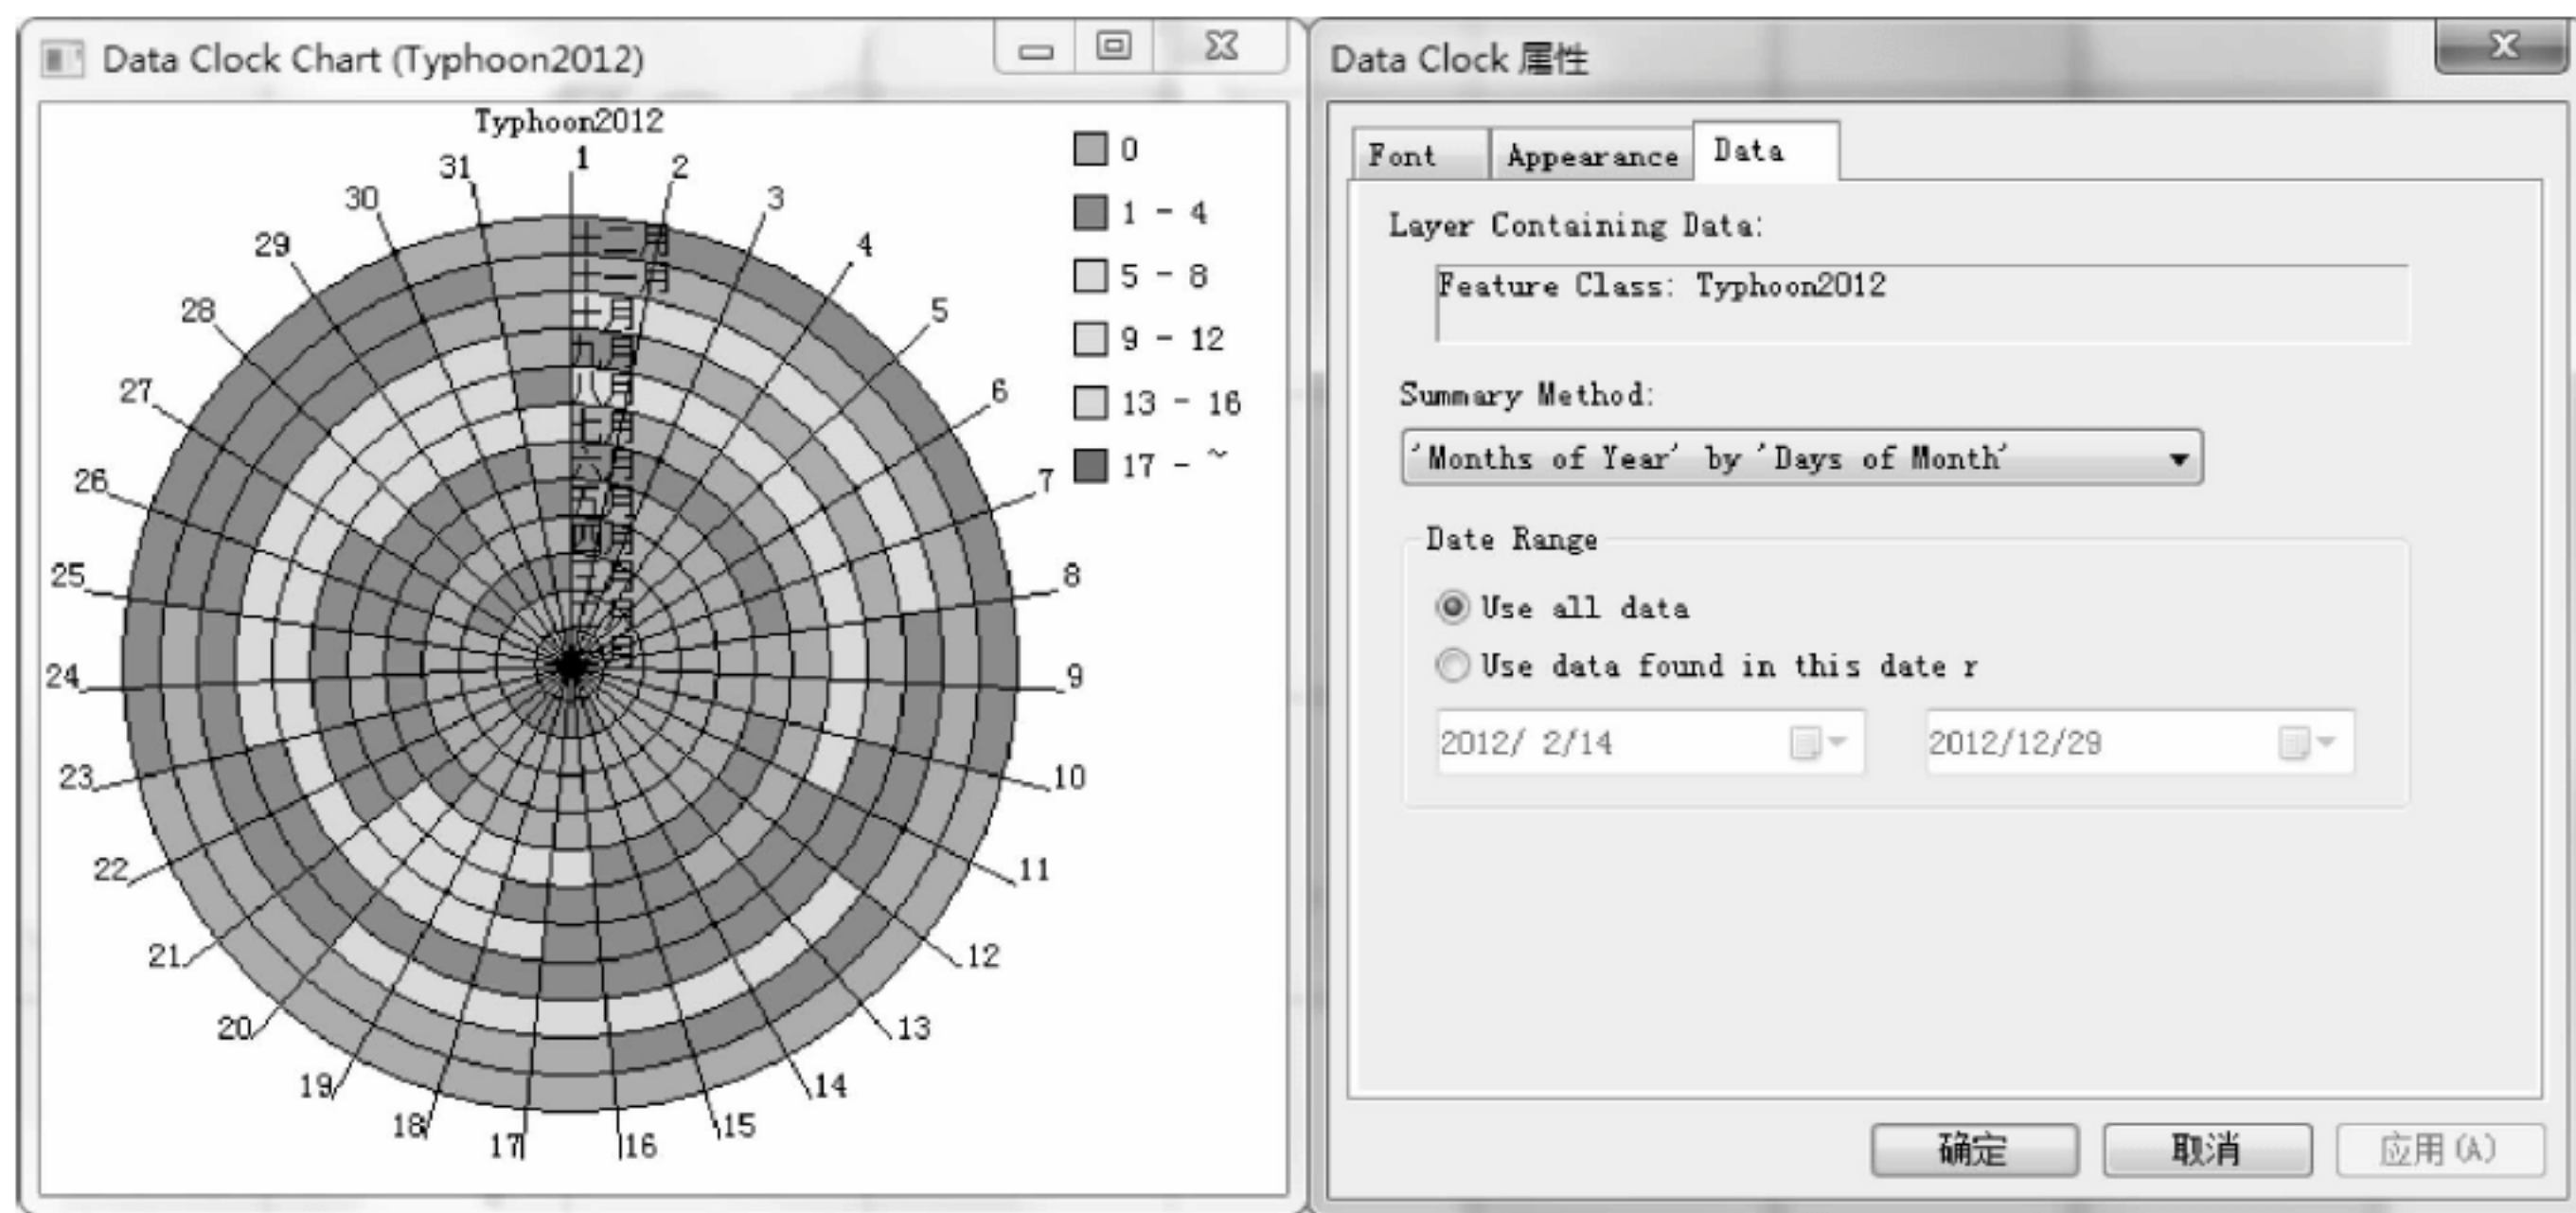 Data Clock Chart (Typhoon2012)
Typhoon2012
1
2
3
4
5
6
7
8
9
10
11
12
13
14
15
16
17
18
19
20
21
22
23
24
25
26
27
28
29
30
31
十二月
十一月
十月
九月
八月
七月
六月
五月
四月
0
1 - 4
5 - 8
9 - 12
13 - 16
17 - ~
Data Clock 属性
Font
Appearance
Data
Layer Containing Data:
Feature Class: Typhoon2012
Summary Method:
'Months of Year' by 'Days of Month'
Date Range
Use all data
Use data found in this date r
2012/ 2/14
2012/12/29
确定
取消
应用(A)